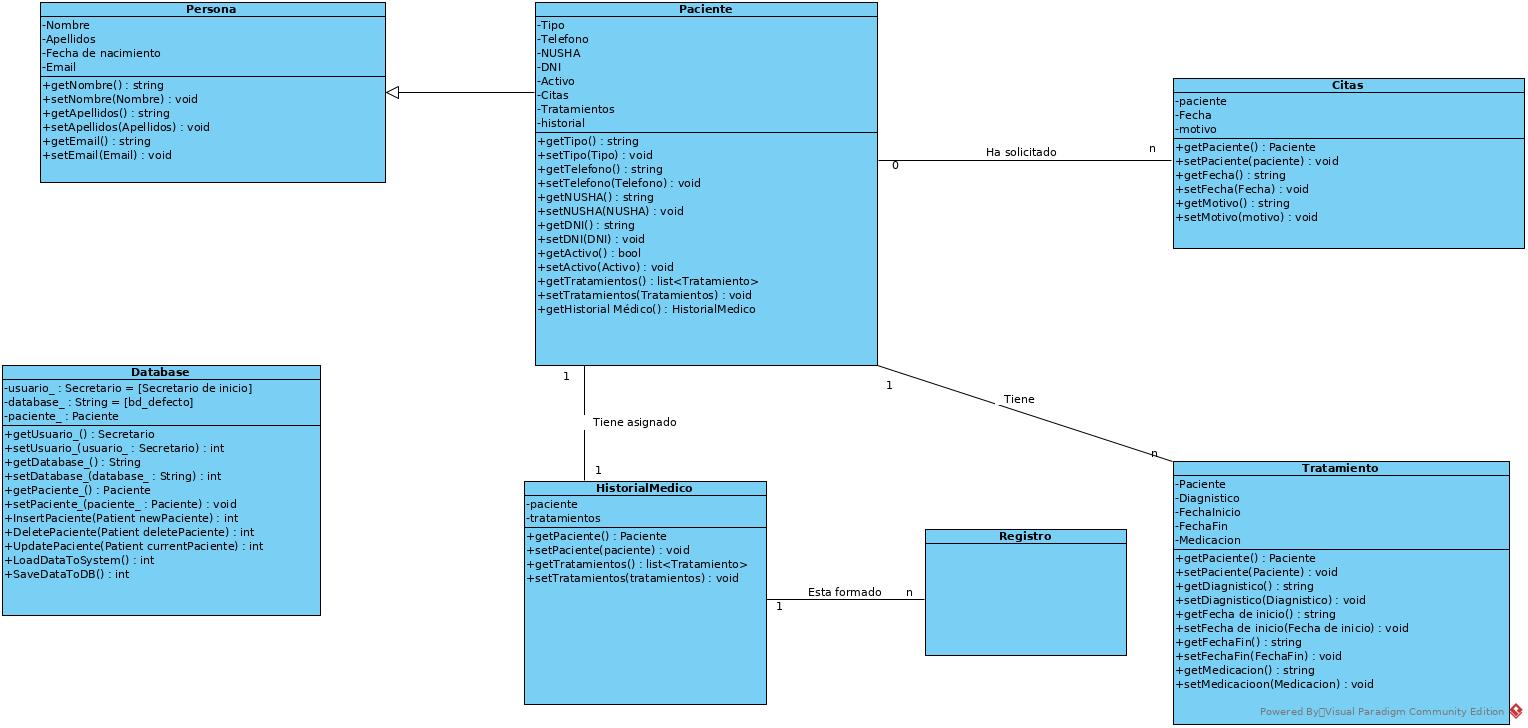 Persona
-Nombre
-Apellidos
-Fecha de nacimiento
-Email
+getNombre() : string
+setNombre(Nombre) : void
+getApellidos() : string
+setApellidos(Apellidos) : void
+getEmail() : string
+setEmail(Email) : void
Paciente
-Tipo
-Telefono
-NUSHA
-DNI
-Activo
-Citas
-Tratamientos
-historial
+getTipo() : string
+setTipo(Tipo) : void
+getTelefono() : string
+setTelefono(Telefono) : void
+getNUSHA() : string
+setNUSHA(NUSHA) : void
+getDNI() : string
+setDNI(DNI) : void
+getActivo() : bool
+setActivo(Activo) : void
+getTratamientos() : list<Tratamiento>
+setTratamientos(Tratamientos) : void
+getHistorial Médico() : HistorialMedico
0
Ha solicitado
n
Citas
-paciente
-Fecha
-motivo
+getPaciente() : Paciente
+setPaciente(paciente) : void
+getFecha() : string
+setFecha(Fecha) : void
+getMotivo() : string
+setMotivo(motivo) : void
Database
-usuario_ : Secretario = [Secretario de inicio]
-database_ : String = [bd_defecto]
-paciente_ : Paciente
+getUsuario_() : Secretario
+setUsuario_(usuario_ : Secretario) : int
+getDatabase_() : String
+setDatabase_(database_ : String) : int
+getPaciente_() : Paciente
+setPaciente_(paciente_ : Paciente) : void
+InsertPaciente(Patient newPaciente) : int
+DeletePaciente(Patient deletePaciente) : int
+UpdatePaciente(Patient currentPaciente) : int
+LoadDataToSystem() : int
+SaveDataToDB() : int
1
Tiene asignado
1
1
Tiene
n
HistorialMedico
-paciente
-tratamientos
+getPaciente() : Paciente
+setPaciente(paciente) : void
+getTratamientos() : list<Tratamiento>
+setTratamientos(tratamientos) : void
1
Esta formado
n
Registro
Tratamiento
-Paciente
-Diagnistico
-FechaInicio
-FechaFin
-Medicacion
+getPaciente() : Paciente
+setPaciente(Paciente) : void
+getDiagnistico() : string
+setDiagnistico(Diagnistico) : void
+getFecha de inicio() : string
+setFecha de inicio(Fecha de inicio) : void
+getFechaFin() : string
+setFechaFin(FechaFin) : void
+getMedicacion() : string
+setMedicacioon(Medicacion) : void
Powered By Visual Paradigm Community Edition